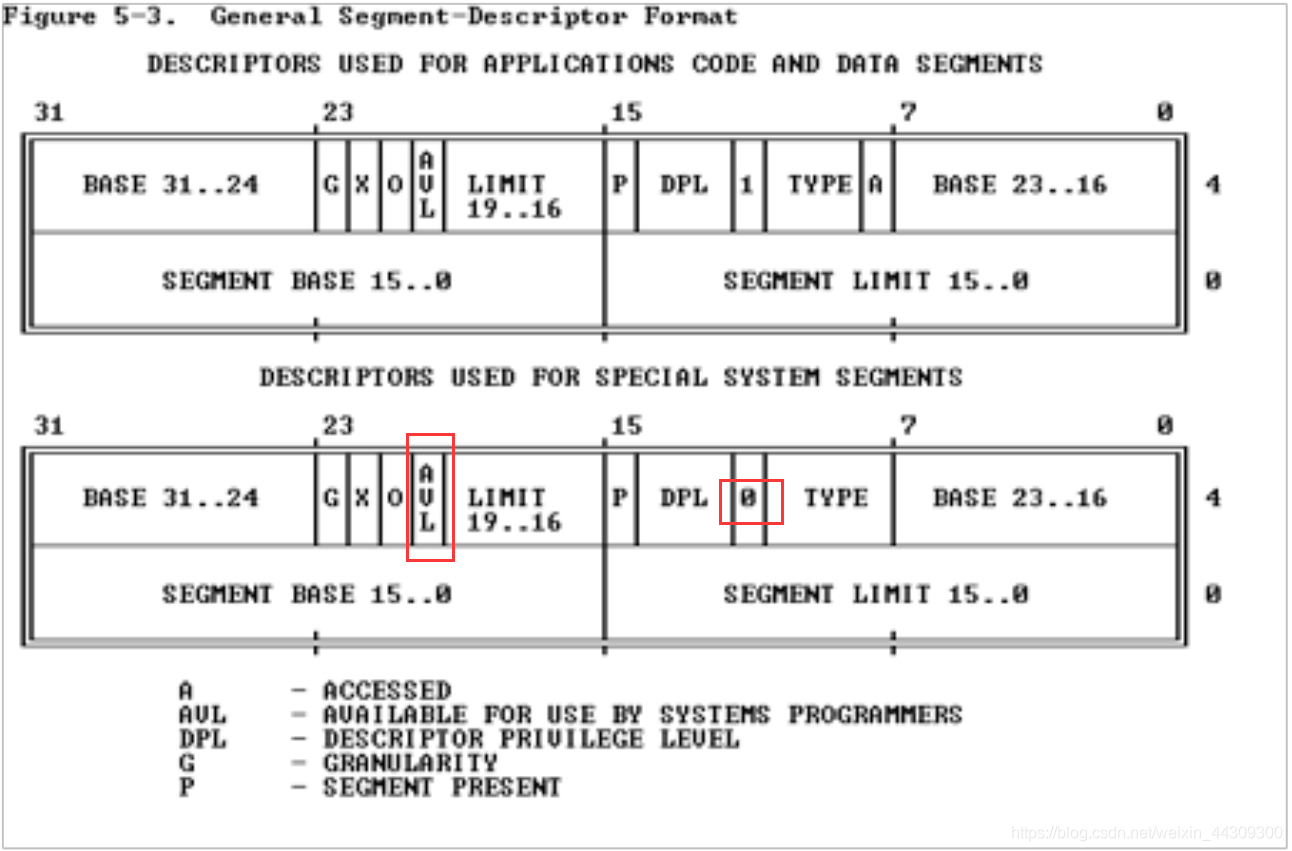 Figure 5-3. General Segment-Descriptor Format
DESCRIPTORS USED FOR APPLICATIONS CODE AND DATA SEGMENTS
31 23 15 7 0
BASE 31..24 G X O AVL LIMIT 19..16 P DPL 1 TYPE A BASE 23..16 4
SEGMENT BASE 15..0 SEGMENT LIMIT 15..0 0
DESCRIPTORS USED FOR SPECIAL SYSTEM SEGMENTS
31 23 15 7 0
BASE 31..24 G X O AVL LIMIT 19..16 P DPL 0 TYPE BASE 23..16 4
SEGMENT BASE 15..0 SEGMENT LIMIT 15..0 0
A - ACCESSED
AVL - AVAILABLE FOR USE BY SYSTEMS PROGRAMMERS
DPL - DESCRIPTOR PRIVILEGE LEVEL
G - GRANULARITY
P - SEGMENT PRESENT
https://blog.csdn.net/weixin_44309300